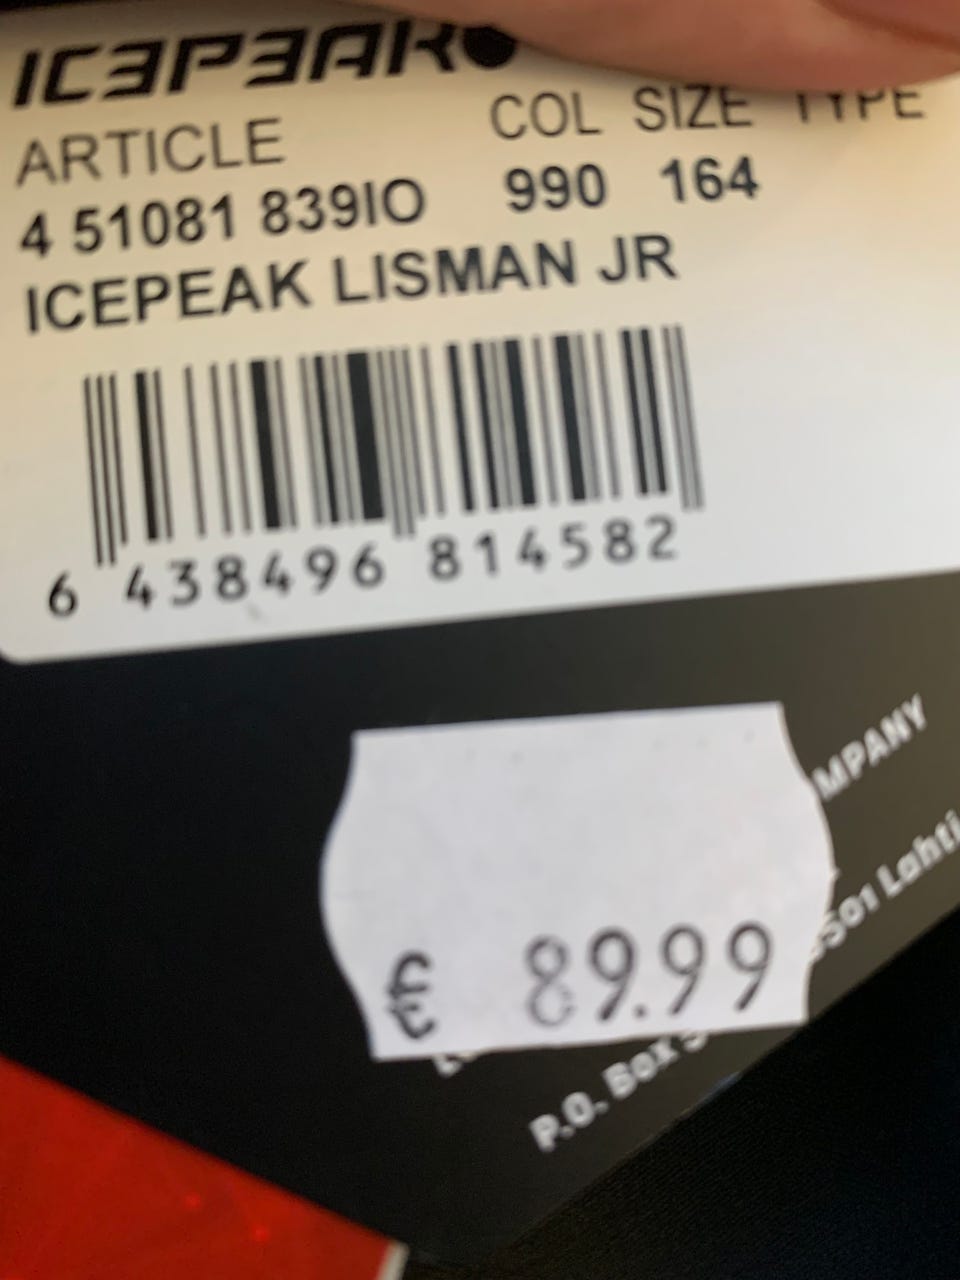 ICEPEAK
ARTICLE COL SIZE TYPE
4 51081 839IO 990 164
ICEPEAK LISMAN JR
6 438496 814582
MPANY
501 Lahti
€ 89.99
P.O. Box